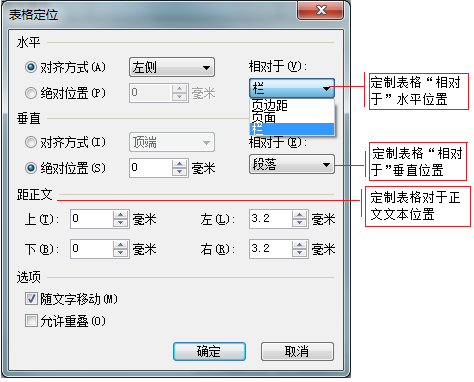 表格定位
水平
对齐方式(A) 左侧 相对于(V):
绝对位置(P) 0 毫米 栏
页边距
页面
栏
垂直
对齐方式(I) 顶端 相对于(E):
绝对位置(S) 0 毫米 段落
距正文
上(T): 0 毫米 左(L): 3.2 毫米
下(B): 0 毫米 右(R): 3.2 毫米
选项
随文字移动(M)
允许重叠(O)
确定 取消
定制表格“相对
于”水平位置
定制表格“相对
于”垂直位置
定制表格对于正
文文本位置